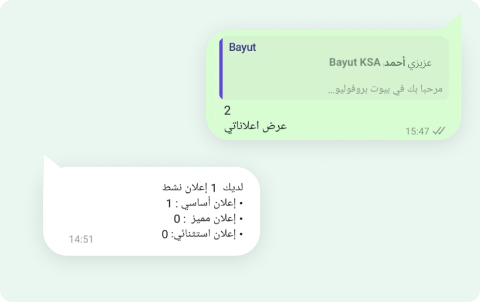 Bayut
عزيزي أحمد Bayut KSA
مرحبا بك في بيوت بروفوليو...
2
عرض اعلاناتي
15:47
لديك 1 إعلان نشط
• إعلان أساسي : 1
• إعلان مميز : 0
• إعلان استثنائي: 0
14:51